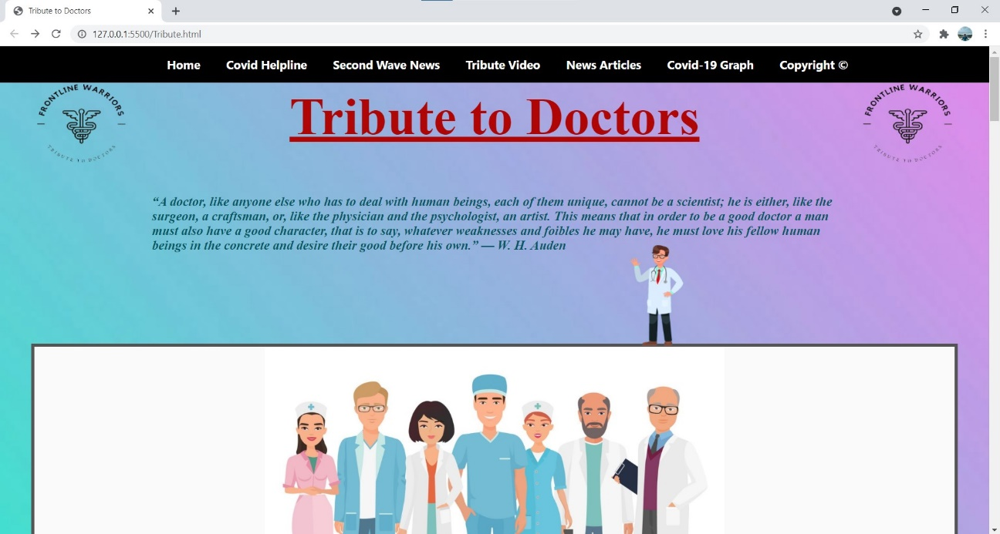 Tribute to Doctors
127.0.0.1:5500/Tribute.html
Home Covid Helpline Second Wave News Tribute Video News Articles Covid-19 Graph Copyright ©
FRONTLINE WARRIORS
TRIBUTE TO DOCTORS
Tribute to Doctors
FRONTLINE WARRIORS
TRIBUTE TO DOCTORS
“A doctor, like anyone else who has to deal with human beings, each of them unique, cannot be a scientist; he is either, like the
surgeon, a craftsman, or, like the physician and the psychologist, an artist. This means that in order to be a good doctor a man
must also have a good character, that is to say, whatever weaknesses and foibles he may have, he must love his fellow human
beings in the concrete and desire their good before his own.” — W. H. Auden